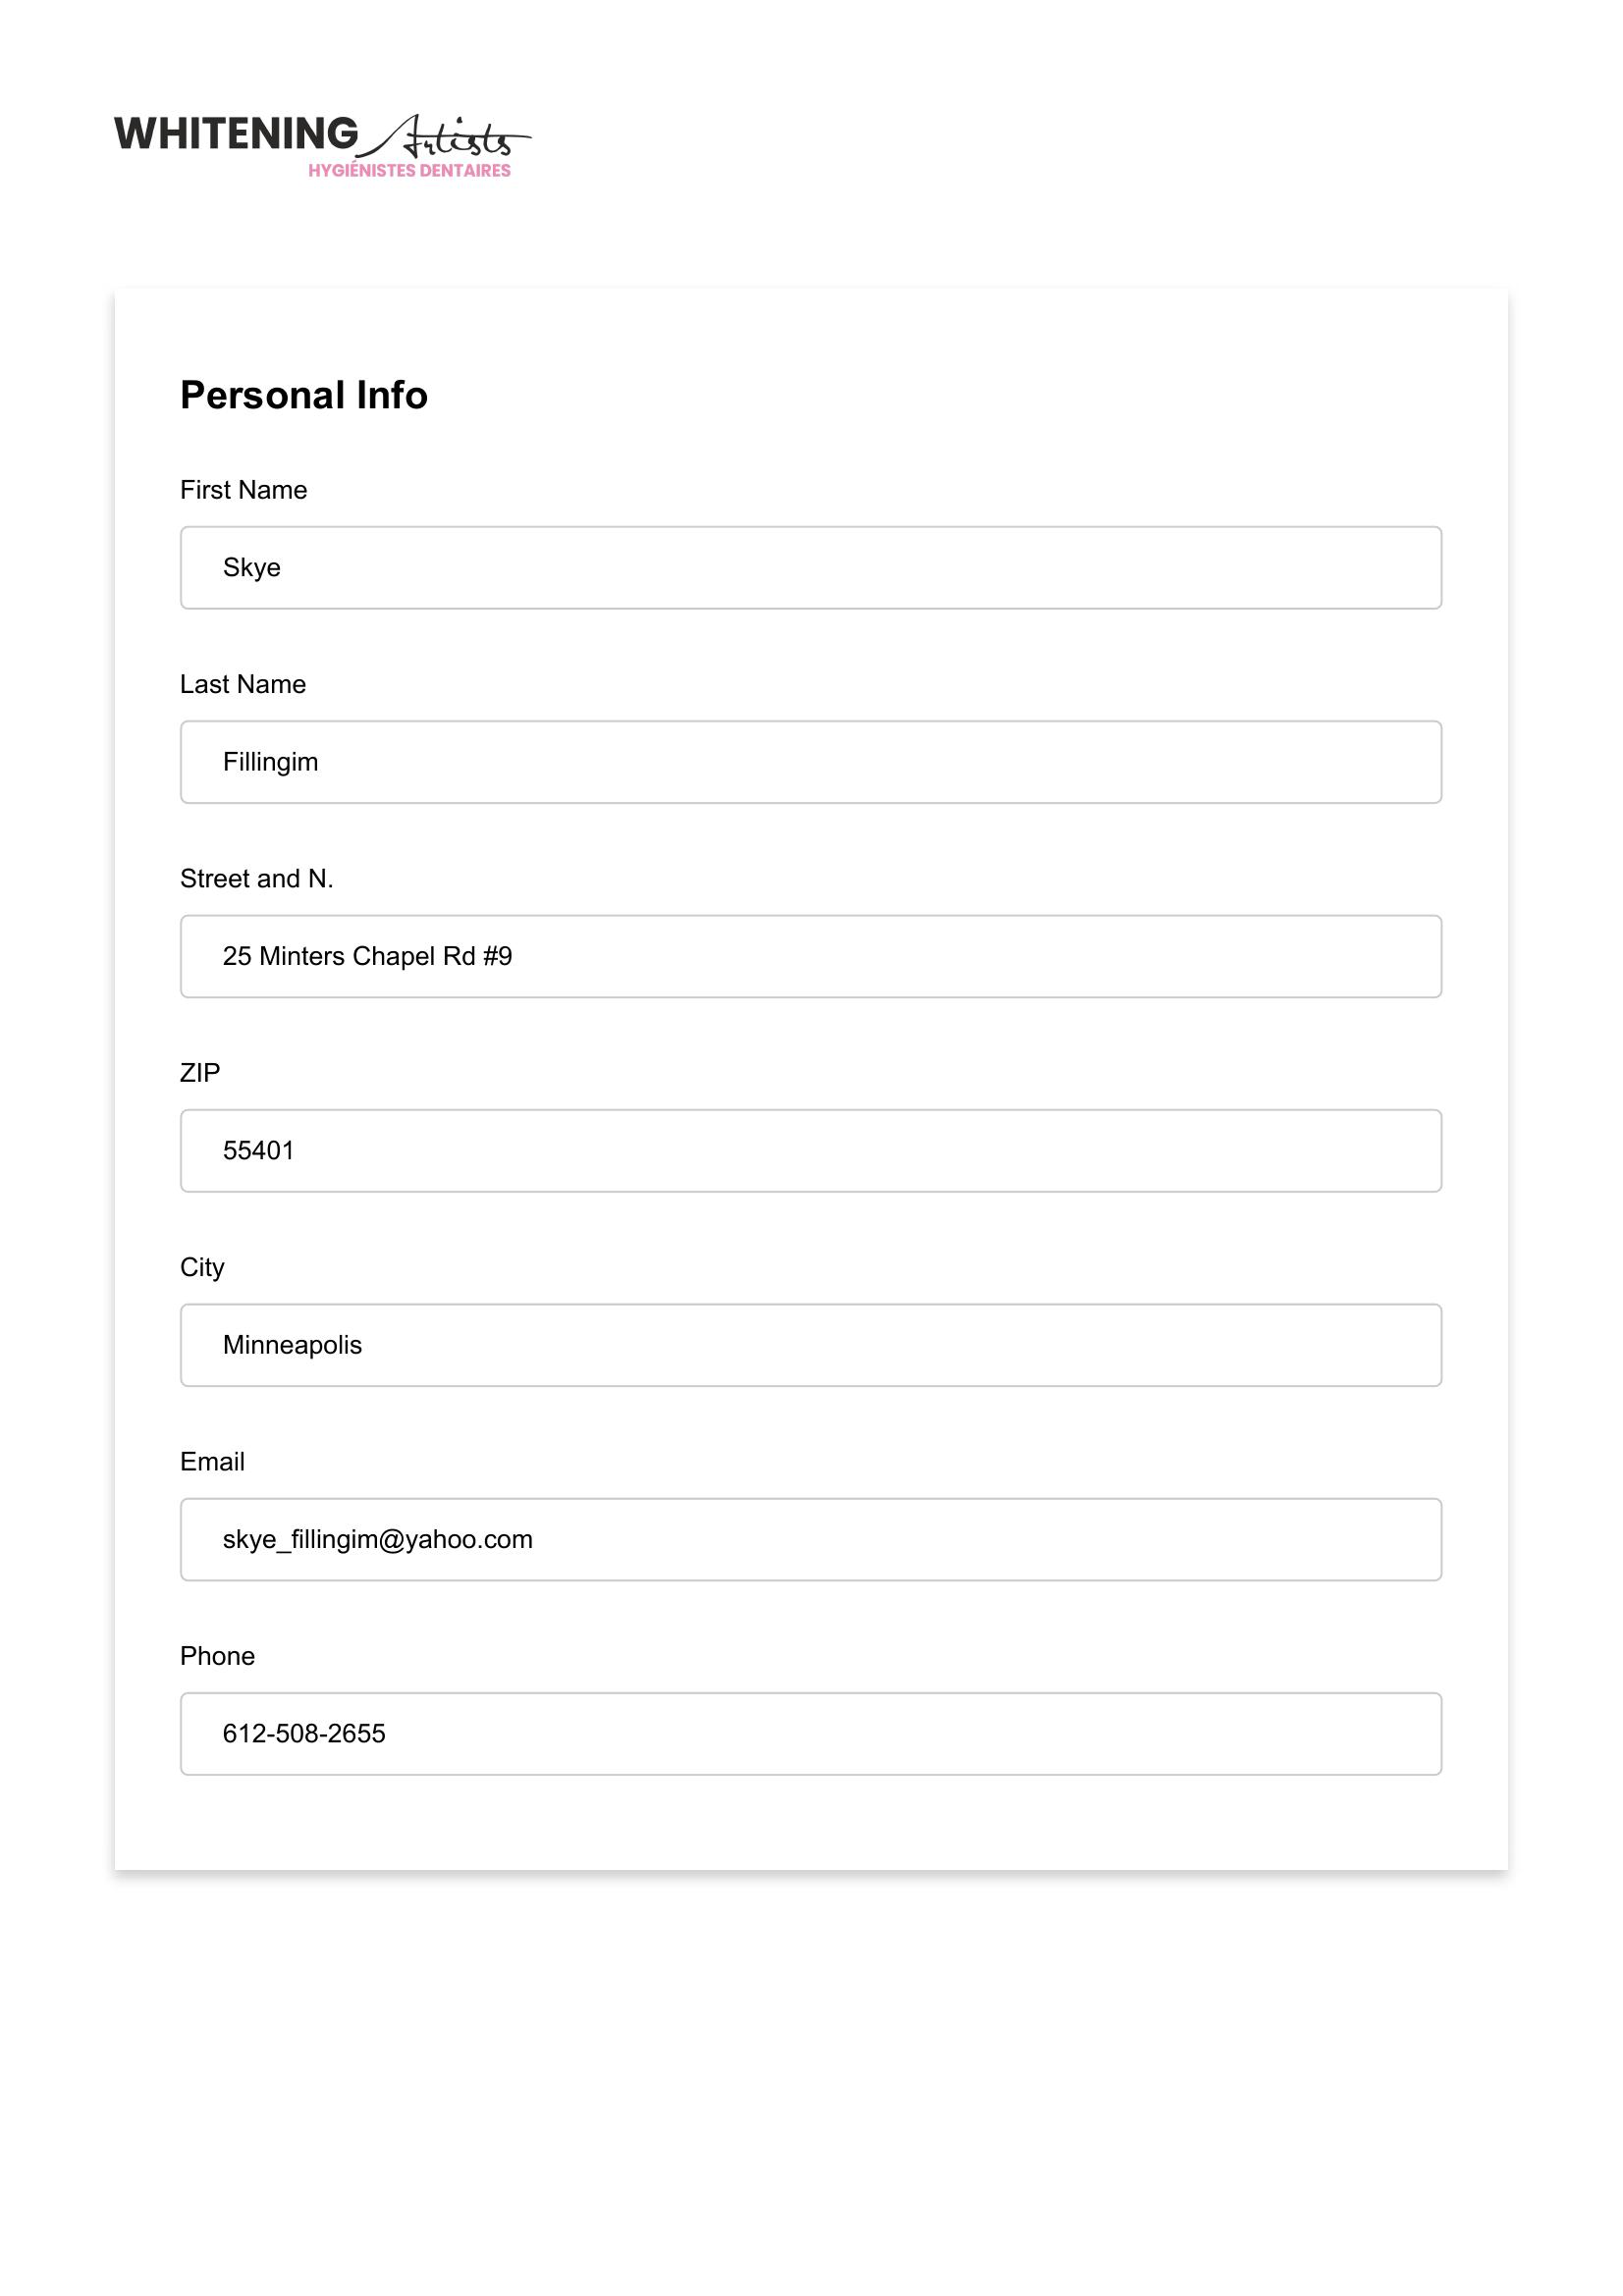 WHITENING Artists
HYGIÉNISTES DENTAIRES
Personal Info
First Name
Skye
Last Name
Fillingim
Street and N.
25 Minters Chapel Rd #9
ZIP
55401
City
Minneapolis
Email
skye_fillingim@yahoo.com
Phone
612-508-2655